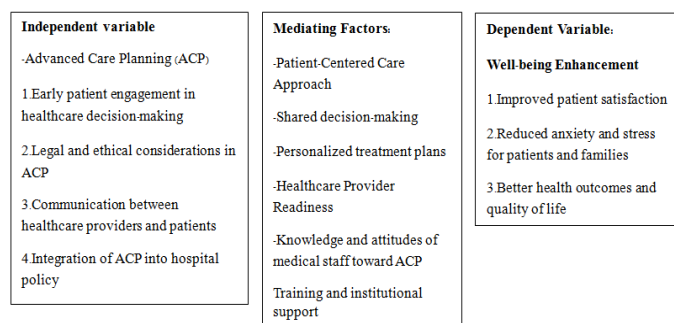 Independent variable
-Advanced Care Planning (ACP)
1.Early patient engagement in
healthcare decision-making
2.Legal and ethical considerations in
ACP
3.Communication between
healthcare providers and patients
4.Integration of ACP into hospital
policy
Mediating Factors:
-Patient-Centered Care
Approach
-Shared decision-making
-Personalized treatment plans
-Healthcare Provider
Readiness
-Knowledge and attitudes of
medical staff toward ACP
Training and institutional
support
Dependent Variable:
Well-being Enhancement
1.Improved patient satisfaction
2.Reduced anxiety and stress
for patients and families
3.Better health outcomes and
quality of life